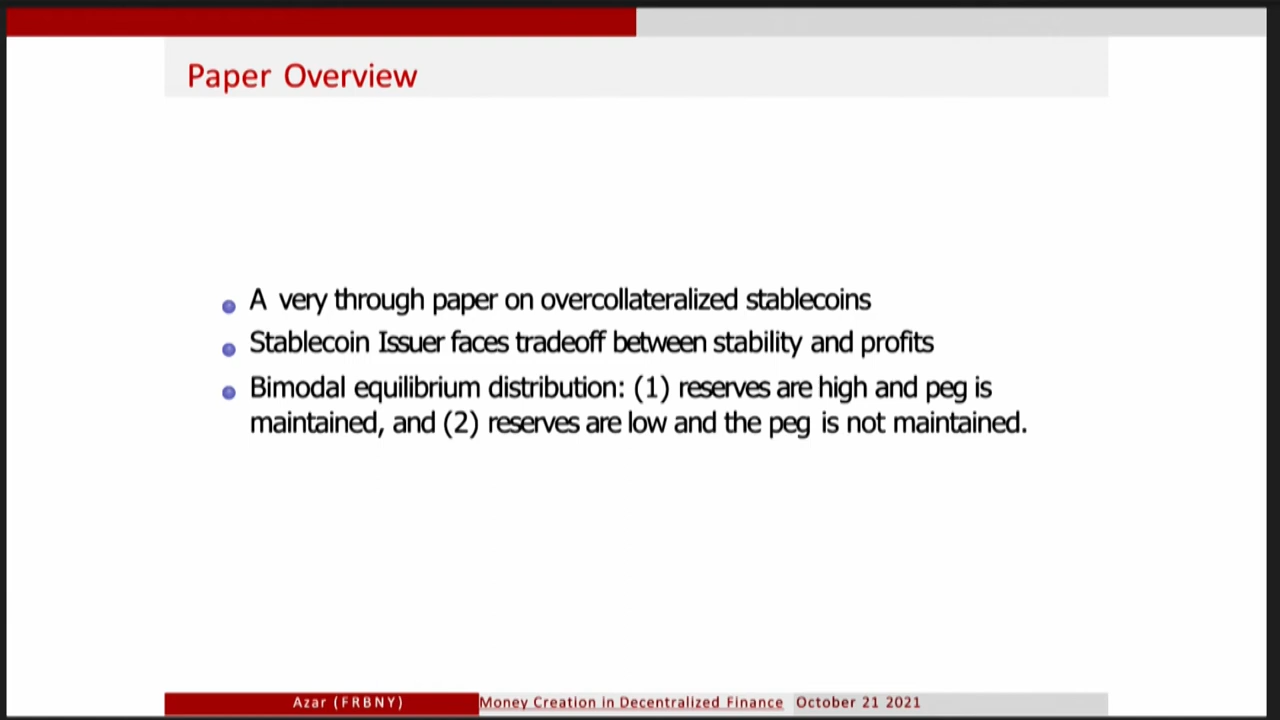 Paper Overview
A very through paper on overcollateralized stablecoins
Stablecoin Issuer faces tradeoff between stability and profits
Bimodal equilibrium distribution: (1) reserves are high and peg is
maintained, and (2) reserves are low and the peg is not maintained.
Azar (FRBNY) Money Creation in Decentralized Finance October 21 2021